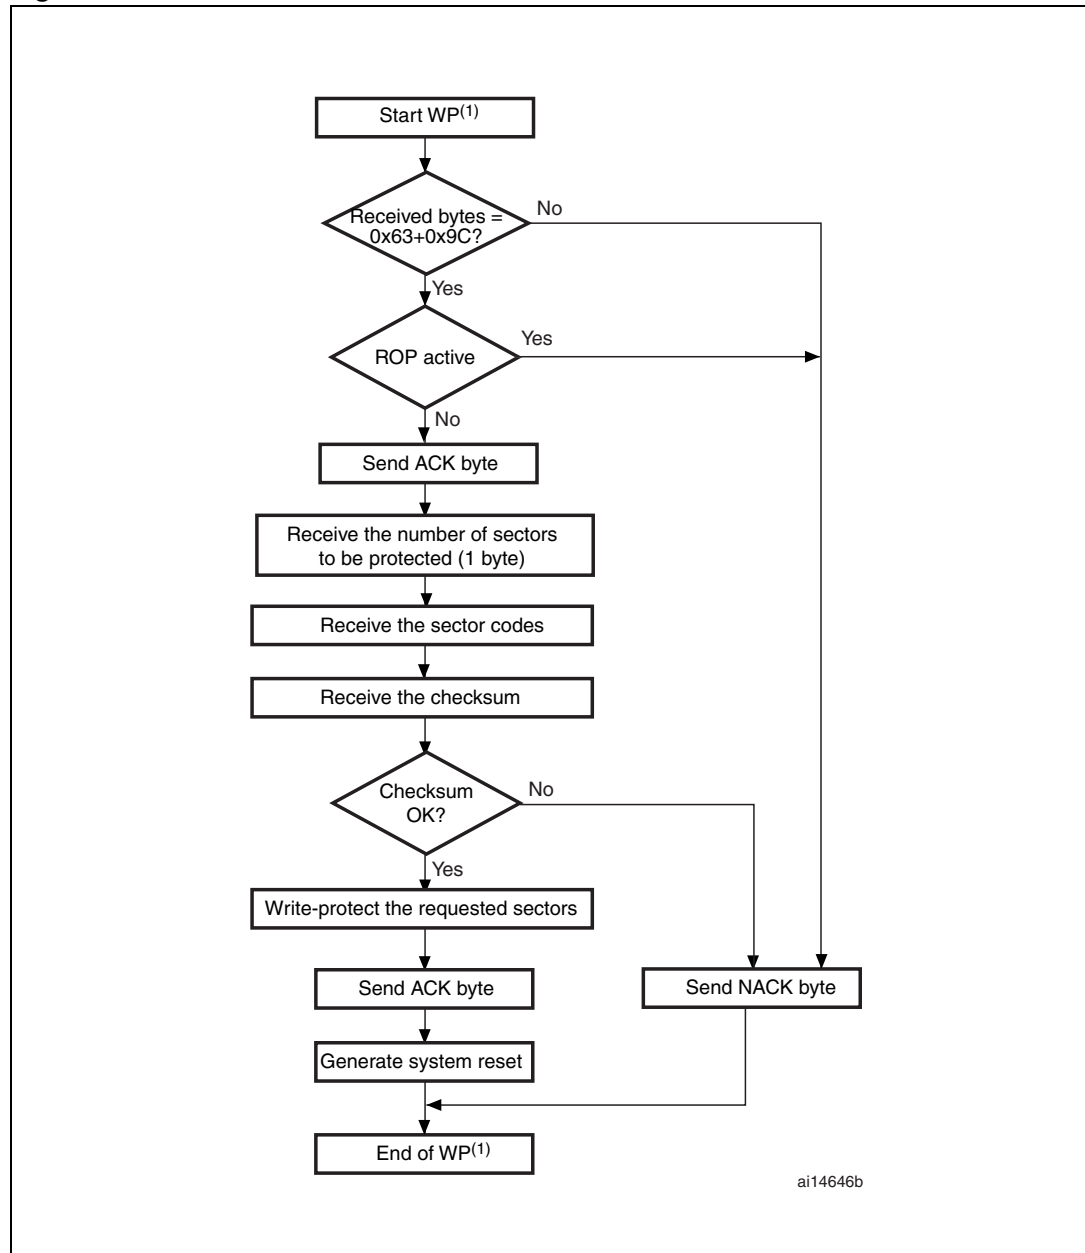 Start WP(1)
Received bytes =
0x63+0x9C?
No
Yes
ROP active
Yes
No
Send ACK byte
Receive the number of sectors
to be protected (1 byte)
Receive the sector codes
Receive the checksum
Checksum
OK?
No
Yes
Write-protect the requested sectors
Send ACK byte
Send NACK byte
Generate system reset
End of WP(1)
ai14646b